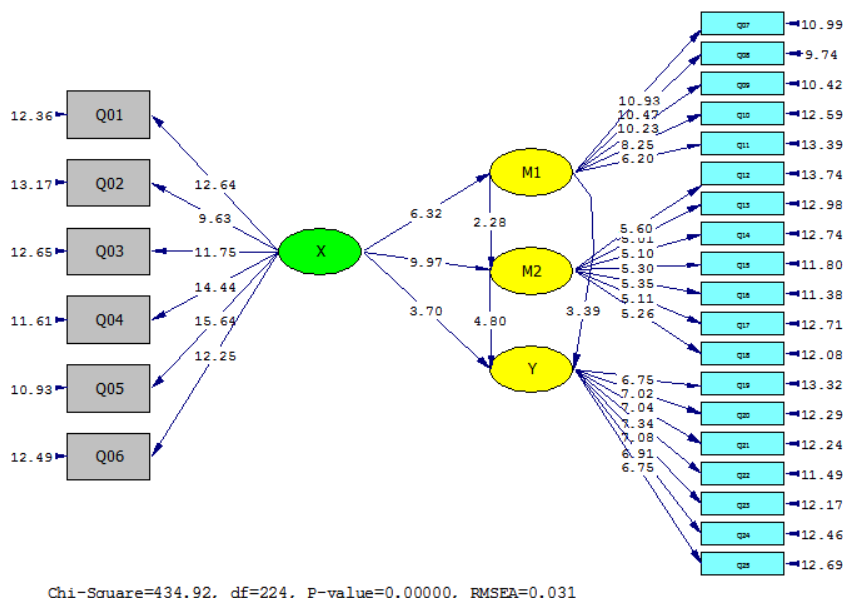 12.36 Q01
13.17 Q02
12.65 Q03
11.61 Q04
10.93 Q05
12.49 Q06
12.64
9.63
11.75
14.44
15.64
12.25
X
6.32
9.97
3.70
M1
2.28
M2
4.80
3.39
Y
10.93
10.47
10.23
8.25
6.20
5.60
5.10
5.30
5.35
5.11
5.26
6.75
7.02
7.04
7.34
7.08
6.91
6.75
Q07 10.99
Q08 9.74
Q09 10.42
Q10 12.59
Q11 13.39
Q12 13.74
Q13 12.98
Q14 12.74
Q15 11.80
Q16 11.38
Q17 12.71
Q18 12.08
Q19 13.32
Q20 12.29
Q21 12.24
Q22 11.49
Q23 12.17
Q24 12.46
Q25 12.69
Chi-Square=434.92, df=224, P-value=0.00000, RMSEA=0.031